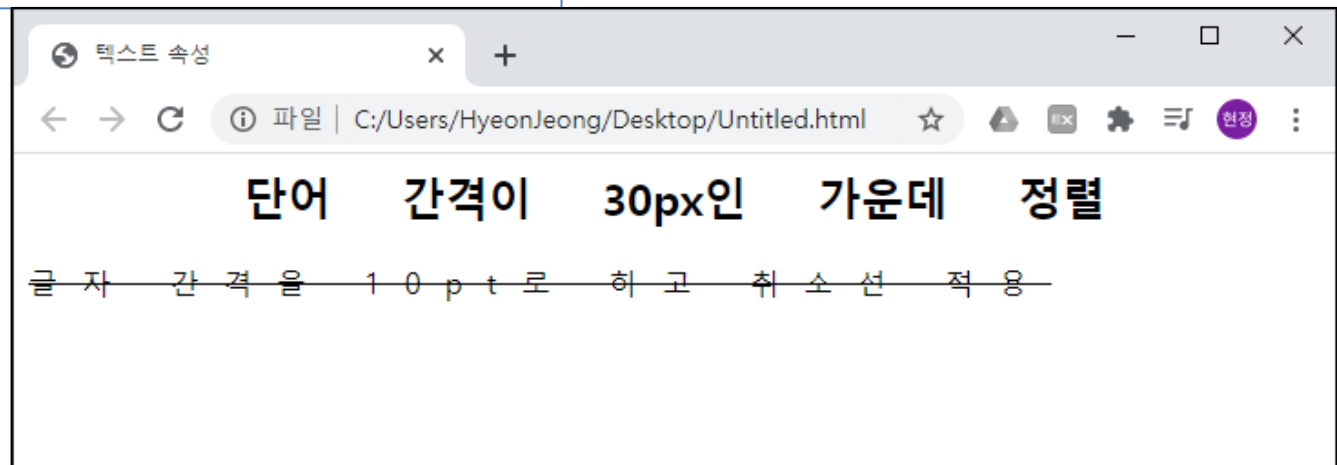 텍스트 속성
파일 C:/Users/HyeonJeong/Desktop/Untitled.html EX 현정
단어 간격이 30px인 가운데 정렬
글자 간격을 10pt로 히고 취소선 적용